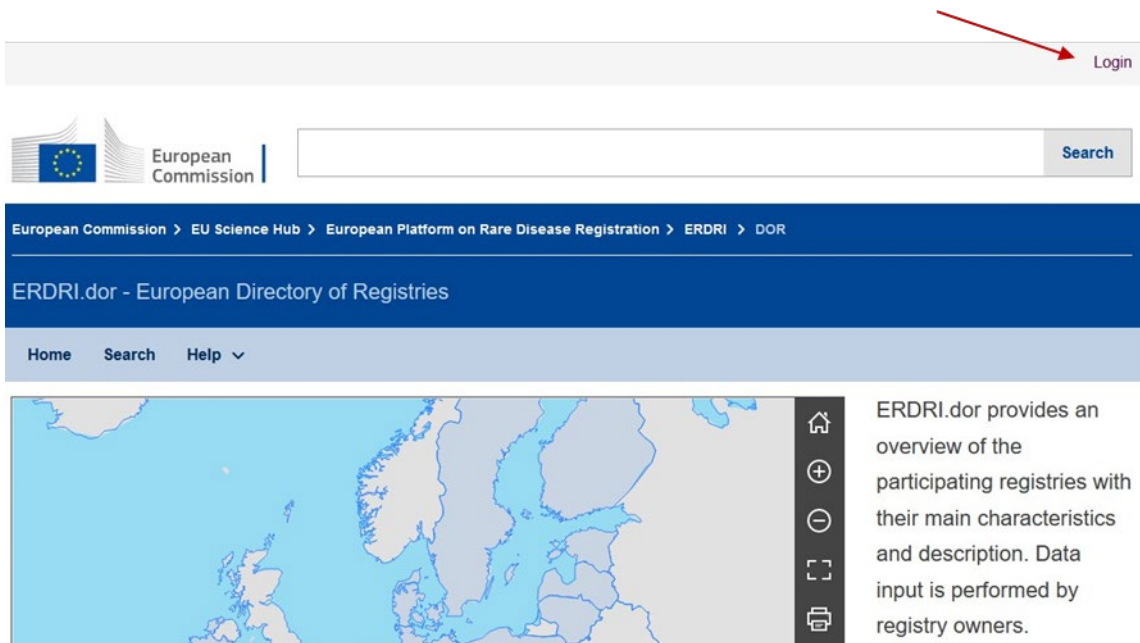 Login
European
Commission
Search
European Commission > EU Science Hub > European Platform on Rare Disease Registration > ERDRI > DOR
ERDRI.dor - European Directory of Registries
Home Search Help
ERDRI.dor provides an
overview of the
participating registries with
their main characteristics
and description. Data
input is performed by
registry owners.